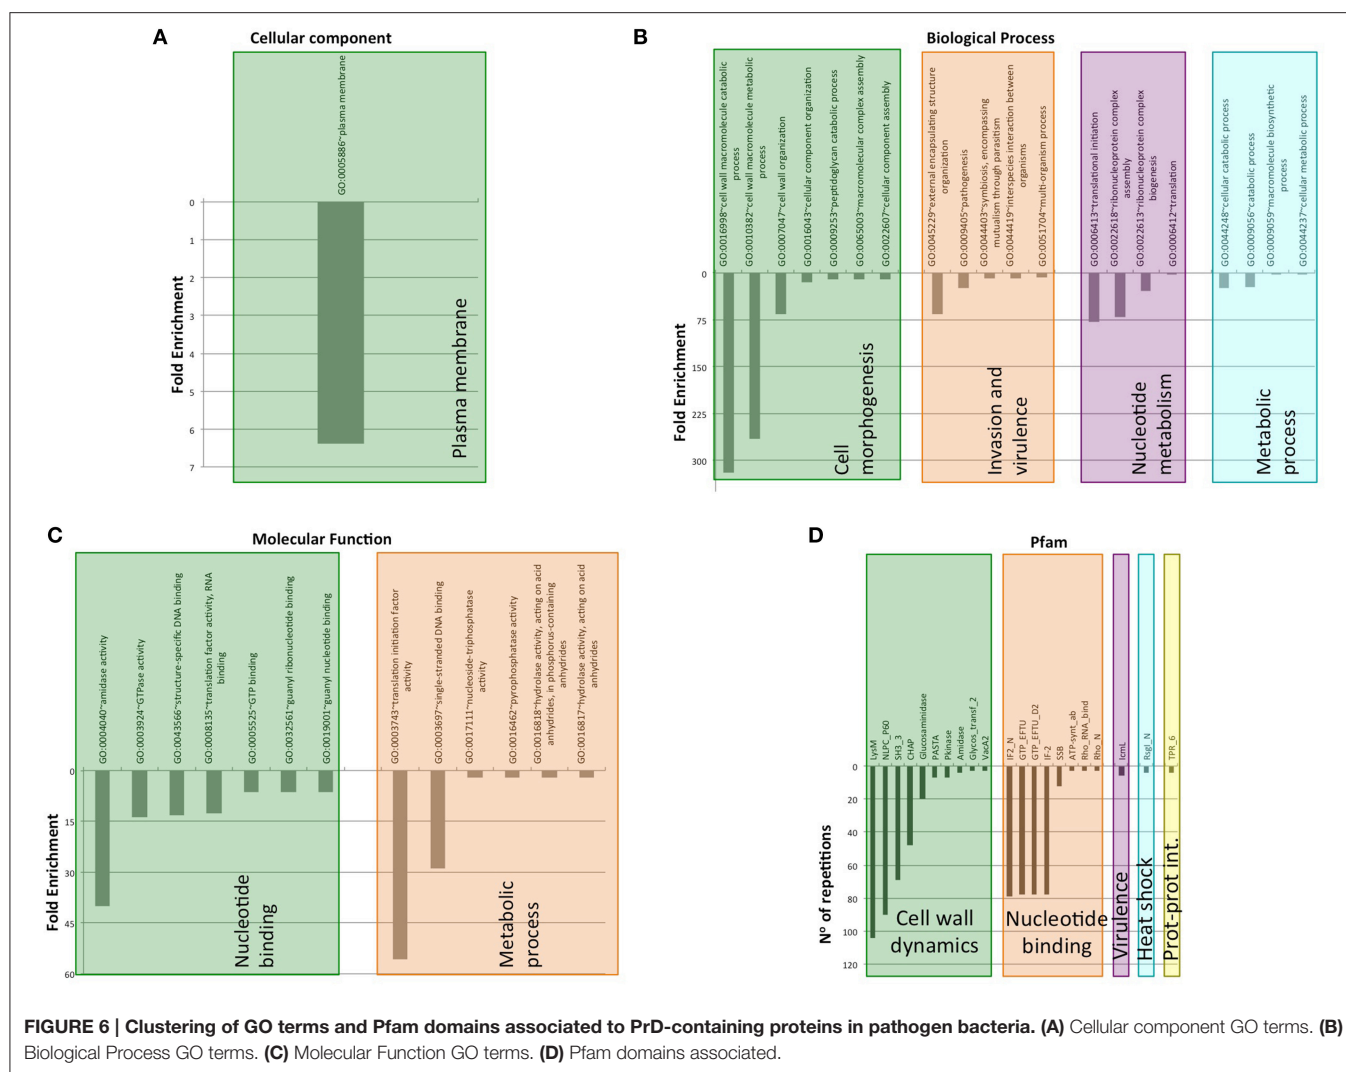 A
Cellular component
GO:0005886~plasma membrane
0
1
2
3
4
5
6
7
Fold Enrichment
Plasma membrane
B
Biological Process
GO:0016998~cell wall macromolecule catabolic
process
GO:0010382~cell wall macromolecule metabolic
process
GO:0007047~cell wall organization
GO:0016043~cellular component organization
GO:0009253~peptidoglycan catabolic process
GO:0065003~macromolecular complex assembly
GO:0022607~cellular component assembly
GO:0045229~external encapsulating structure
organization
GO:0009405~pathogenesis
GO:0044403~symbiosis, encompassing
mutualism through parasitism
GO:0044419~interspecies interaction between
organisms
GO:0051704~multi-organism process
GO:0006413~translational initiation
GO:0022618~ribonucleoprotein complex
assembly
GO:0022613~ribonucleoprotein complex
biogenesis
GO:0006412~translation
GO:0044248~cellular catabolic process
GO:0009056~catabolic process
GO:0009059~macromolecule biosynthetic
process
GO:0044237~cellular metabolic process
0
75
150
225
300
Fold Enrichment
Cell
morphogenesis
Invasion and
virulence
Nucleotide
metabolism
Metabolic
process
C
Molecular Function
GO:0004040~amidase activity
GO:0003924~GTPase activity
GO:0043566~structure-specific DNA binding
GO:0008135~translation factor activity, RNA
binding
GO:0005525~GTP binding
GO:0032561~guanyl ribonucleotide binding
GO:0019001~guanyl nucleotide binding
GO:0003743~translation initiation factor
activity
GO:0003697~single-stranded DNA binding
GO:0017111~nucleoside-triphosphatase
activity
GO:0016462~pyrophosphatase activity
GO:0016818~hydrolase activity, acting on acid
anhydrides, in phosphorus-containing
anhydrides
GO:0016817~hydrolase activity, acting on acid
anhydrides
0
15
30
45
60
Fold Enrichment
Nucleotide
binding
Metabolic
process
D
Pfam
LysM
NLPC_P60
SH3_3
CHAP
Glucosaminidase
PASTA
Pkinase
Amidase
Glycos_transf_2
VacA2
IF2_N
GTP_EFTU
GTP_EFTU_D2
IF-2
SSB
ATP-synt_ab
Rho_RNA_bind
Rho_N
IcmL
RsgI_N
TPR_6
0
20
40
60
80
100
120
Nº of repetitions
Cell wall
dynamics
Nucleotide
binding
Virulence
Heat shock
Prot-prot int.
FIGURE 6 | Clustering of GO terms and Pfam domains associated to PrD-containing proteins in pathogen bacteria. (A) Cellular component GO terms. (B)
Biological Process GO terms. (C) Molecular Function GO terms. (D) Pfam domains associated.